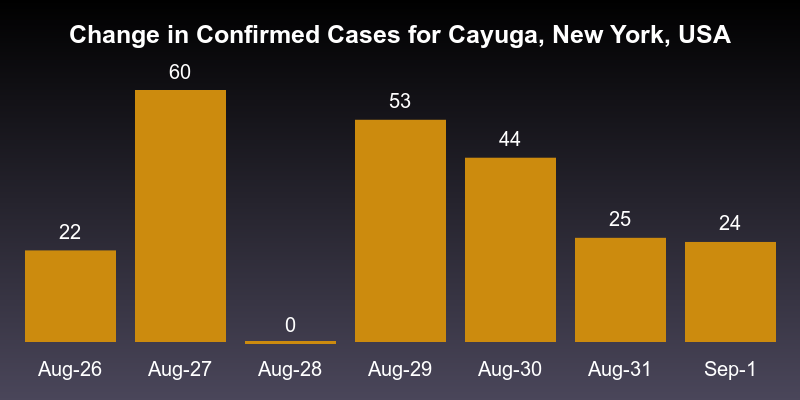 Change in Confirmed Cases for Cayuga, New York, USA
22
60
0
53
44
25
24
Aug-26
Aug-27
Aug-28
Aug-29
Aug-30
Aug-31
Sep-1